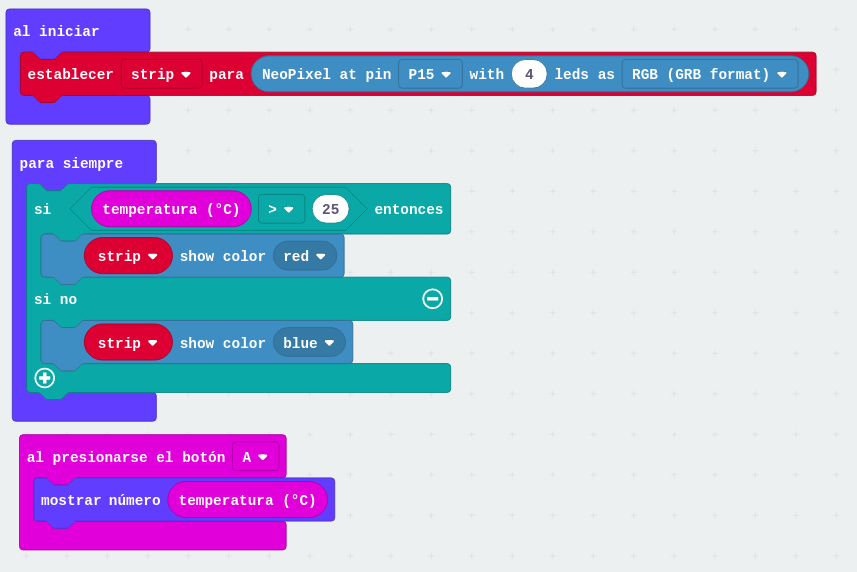 al iniciar
establecer strip para NeoPixel at pin P15 with 4 leds as RGB (GRB format)
para siempre
si temperatura (°C) > 25 entonces
strip show color red
si no
strip show color blue
al presionarse el botón A
mostrar número temperatura (°C)